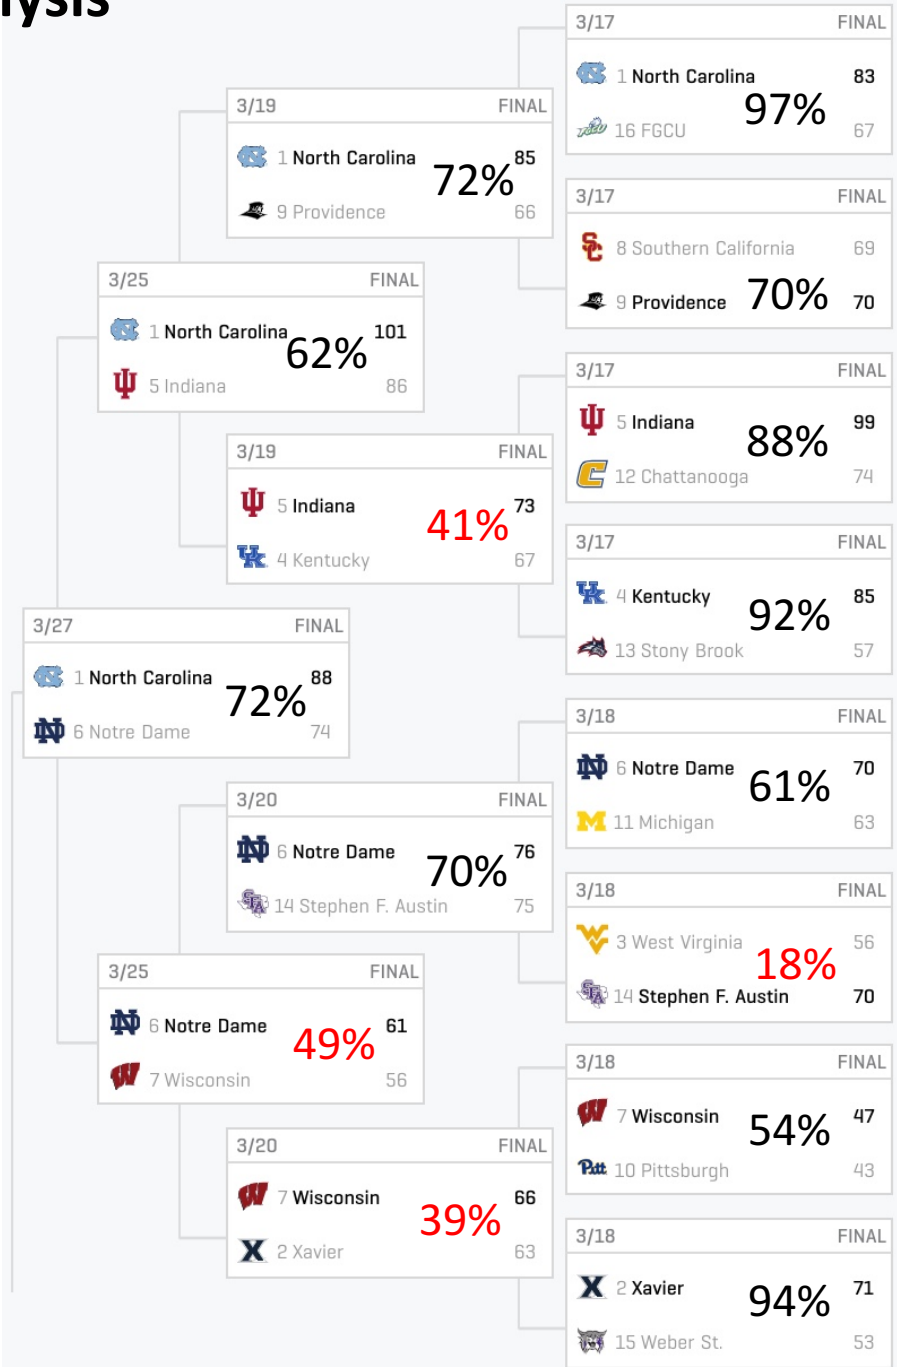 lysis
3/17 FINAL
1 North Carolina 83
97%
16 FGCU 67
3/17 FINAL
8 Southern California 69
9 Providence 70% 70
3/17 FINAL
5 Indiana 99
88%
12 Chattanooga 74
3/17 FINAL
4 Kentucky 85
92%
13 Stony Brook 57
3/18 FINAL
6 Notre Dame 70
61%
11 Michigan 63
3/18 FINAL
3 West Virginia 56
18%
14 Stephen F. Austin 70
3/18 FINAL
7 Wisconsin 47
54%
Pitt 10 Pittsburgh 43
3/18 FINAL
2 Xavier 71
94%
15 Weber St. 53
3/19 FINAL
1 North Carolina 85
72%
9 Providence 66
3/19 FINAL
5 Indiana 73
41%
4 Kentucky 67
3/20 FINAL
6 Notre Dame 76
70%
14 Stephen F. Austin 75
3/20 FINAL
7 Wisconsin 66
39%
2 Xavier 63
3/25 FINAL
1 North Carolina 101
62%
5 Indiana 86
3/25 FINAL
6 Notre Dame 61
49%
7 Wisconsin 56
3/27 FINAL
1 North Carolina 88
72%
6 Notre Dame 74